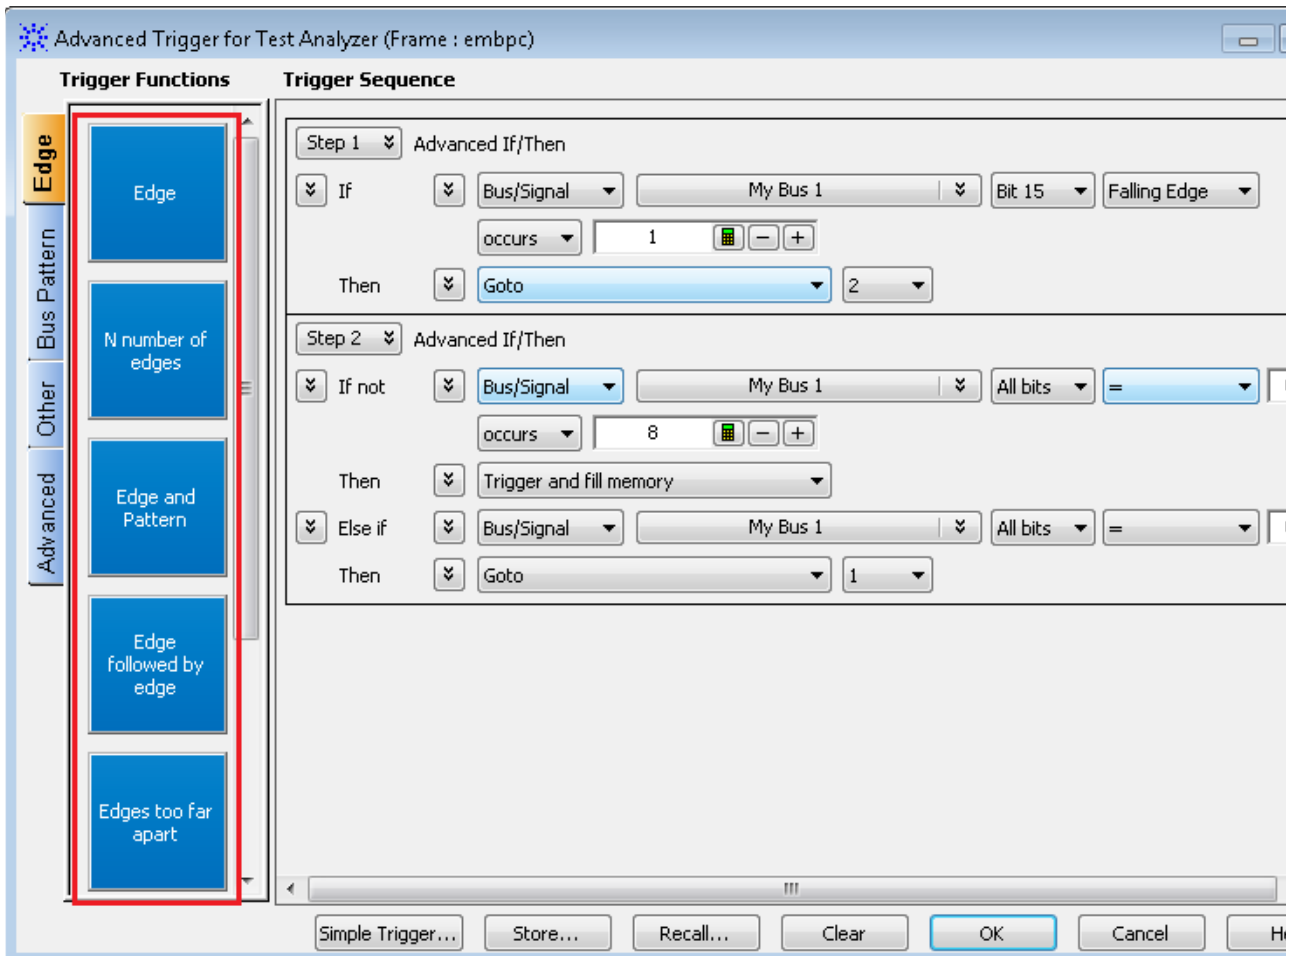 Advanced Trigger for Test Analyzer (Frame : embpc)
Trigger Functions
Trigger Sequence
Edge
Bus Pattern
Other
Advanced
Edge
N number of
edges
Edge and
Pattern
Edge
followed by
edge
Edges too far
apart
Step 1 Advanced If/Then
If Bus/Signal My Bus 1 Bit 15 Falling Edge
occurs 1 − +
Then Goto 2
Step 2 Advanced If/Then
If not Bus/Signal My Bus 1 All bits =
occurs 8 − +
Then Trigger and fill memory
Else if Bus/Signal My Bus 1 All bits =
Then Goto 1
Simple Trigger... Store... Recall... Clear OK Cancel